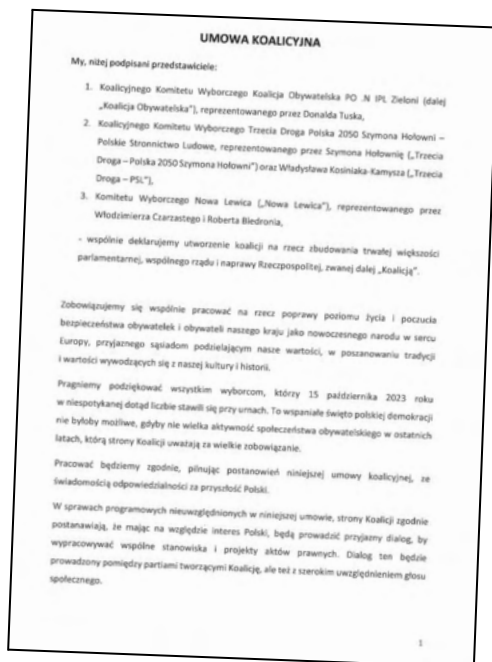 UMOWA KOALICYJNA
My, niżej podpisani przedstawiciele:
1. Koalicyjnego Komitetu Wyborczego Koalicja Obywatelska PO .N IPL Zieloni (dalej
„Koalicja Obywatelska"), reprezentowanego przez Donalda Tuska,
2. Koalicyjnego Komitetu Wyborczego Trzecia Droga Polska 2050 Szymona Hołowni –
Polskie Stronnictwo Ludowe, reprezentowanego przez Szymona Hołownię („Trzecia
Droga – Polska 2050 Szymona Hołowni") oraz Władysława Kosiniaka-Kamysza („Trzecia
Droga – PSL"),
3. Komitetu Wyborczego Nowa Lewica („Nowa Lewica"), reprezentowanego przez
Włodzimierza Czarzastego i Roberta Biedronia,
- wspólnie deklarujemy utworzenie koalicji na rzecz zbudowania trwałej większości
parlamentarnej, wspólnego rządu i naprawy Rzeczpospolitej, zwanej dalej „Koalicją".
Zobowiązujemy się wspólnie pracować na rzecz poprawy poziomu życia i poczucia
bezpieczeństwa obywatelek i obywateli naszego kraju jako nowoczesnego narodu w sercu
Europy, przyjaznego sąsiadom podzielającym nasze wartości, w poszanowaniu tradycji
i wartości wywodzących się z naszej kultury i historii.
Pragniemy podziękować wszystkim wyborcom, którzy 15 października 2023 roku
w niespotykanej dotąd liczbie stawili się przy urnach. To wspaniałe święto polskiej demokracji
nie byłoby możliwe, gdyby nie wielka aktywność społeczeństwa obywatelskiego w ostatnich
latach, którą strony Koalicji uważają za wielkie zobowiązanie.
Pracować będziemy zgodnie, pilnując postanowień niniejszej umowy koalicyjnej, ze
świadomością odpowiedzialności za przyszłość Polski.
W sprawach programowych nieuwzględnionych w niniejszej umowie, strony Koalicji zgodnie
postanawiają, że mając na względzie interes Polski, będą prowadzić przyjazny dialog, by
wypracowywać wspólne stanowiska i projekty aktów prawnych. Dialog ten będzie
prowadzony pomiędzy partiami tworzącymi Koalicję, ale też z szerokim uwzględnieniem głosu
społecznego.
1